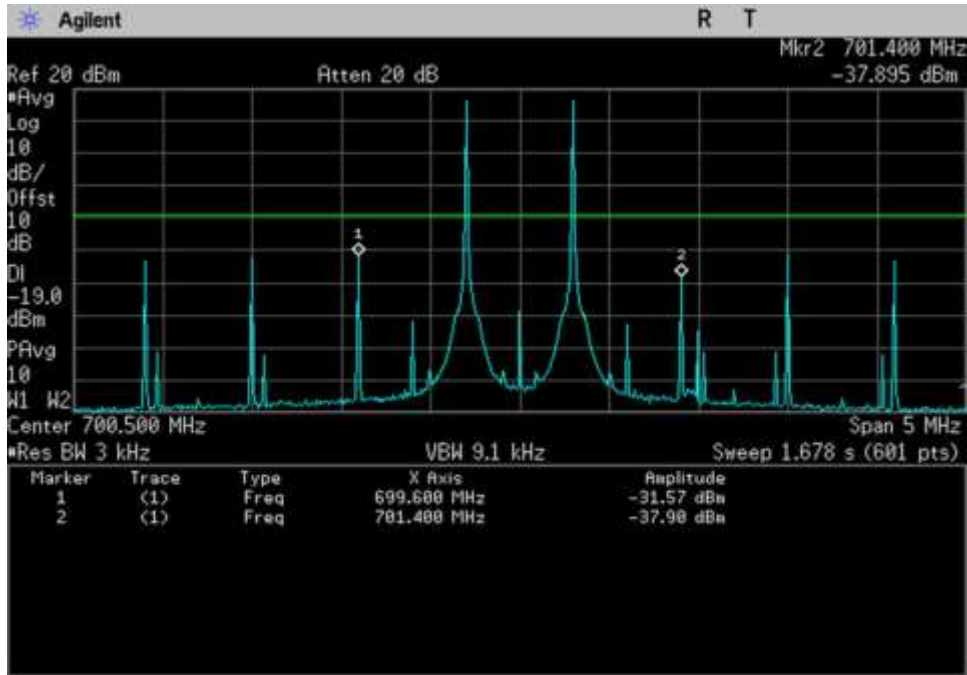 Agilent R T
Mkr2 701.400 MHz
Ref 20 dBm Atten 20 dB -37.895 dBm
*Avg
Log
10
dB/
Offst
10
dB
DI
-19.0
dBm
PAvg
10
W1 W2
1
2
Center 700.500 MHz Span 5 MHz
*Res BW 3 kHz VBW 9.1 kHz Sweep 1.678 s (601 pts)
Marker Trace Type X Axis Amplitude
1 (1) Freq 699.600 MHz -31.57 dBm
2 (1) Freq 701.400 MHz -37.90 dBm